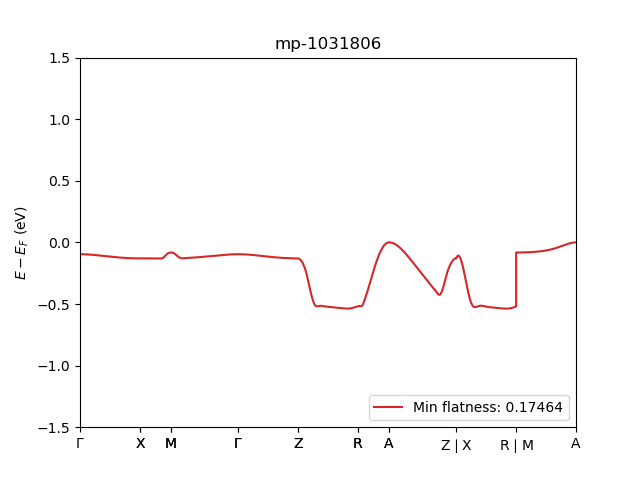 mp-1031806
E − E_F (eV)
1.5
1.0
0.5
0.0
−0.5
−1.0
−1.5
Min flatness: 0.17464
Γ X M Γ Z R A Z | X R | M A